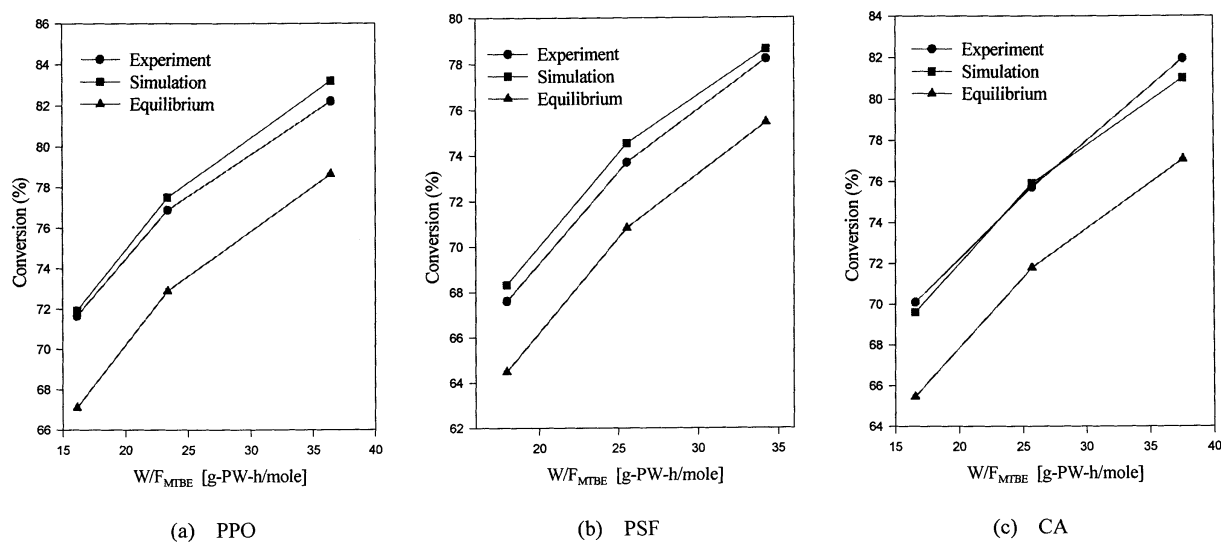 86
84
82
80
78
76
74
72
70
68
66
Conversion (%)
Experiment
Simulation
Equilibrium
15 20 25 30 35 40
W/F_MTBE [g-PW-h/mole]
(a) PPO
80
78
76
74
72
70
68
66
64
62
Conversion (%)
Experiment
Simulation
Equilibrium
20 25 30 35
W/F_MTBE [g-PW-h/mole]
(b) PSF
84
82
80
78
76
74
72
70
68
66
64
Conversion (%)
Experiment
Simulation
Equilibrium
15 20 25 30 35 40
W/F_MTBE [g-PW-h/mole]
(c) CA